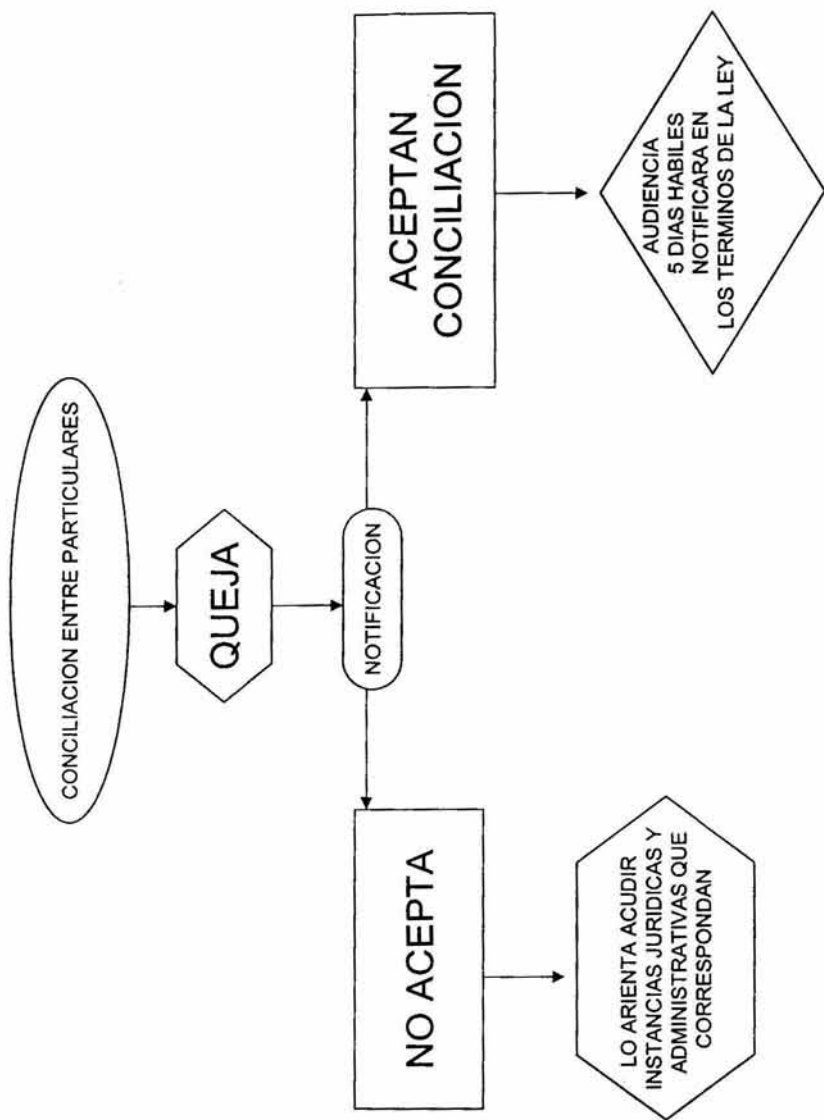 CONCILIACION ENTRE PARTICULARES
QUEJA
NOTIFICACION
NO ACEPTA
ACEPTAN
CONCILIACION
LO ARIENTA ACUDIR
INSTANCIAS JURIDICAS Y
ADMINISTRATIVAS QUE
CORRESPONDAN
AUDIENCIA
5 DIAS HABILES
NOTIFICARA EN
LOS TERMINOS DE LA LEY